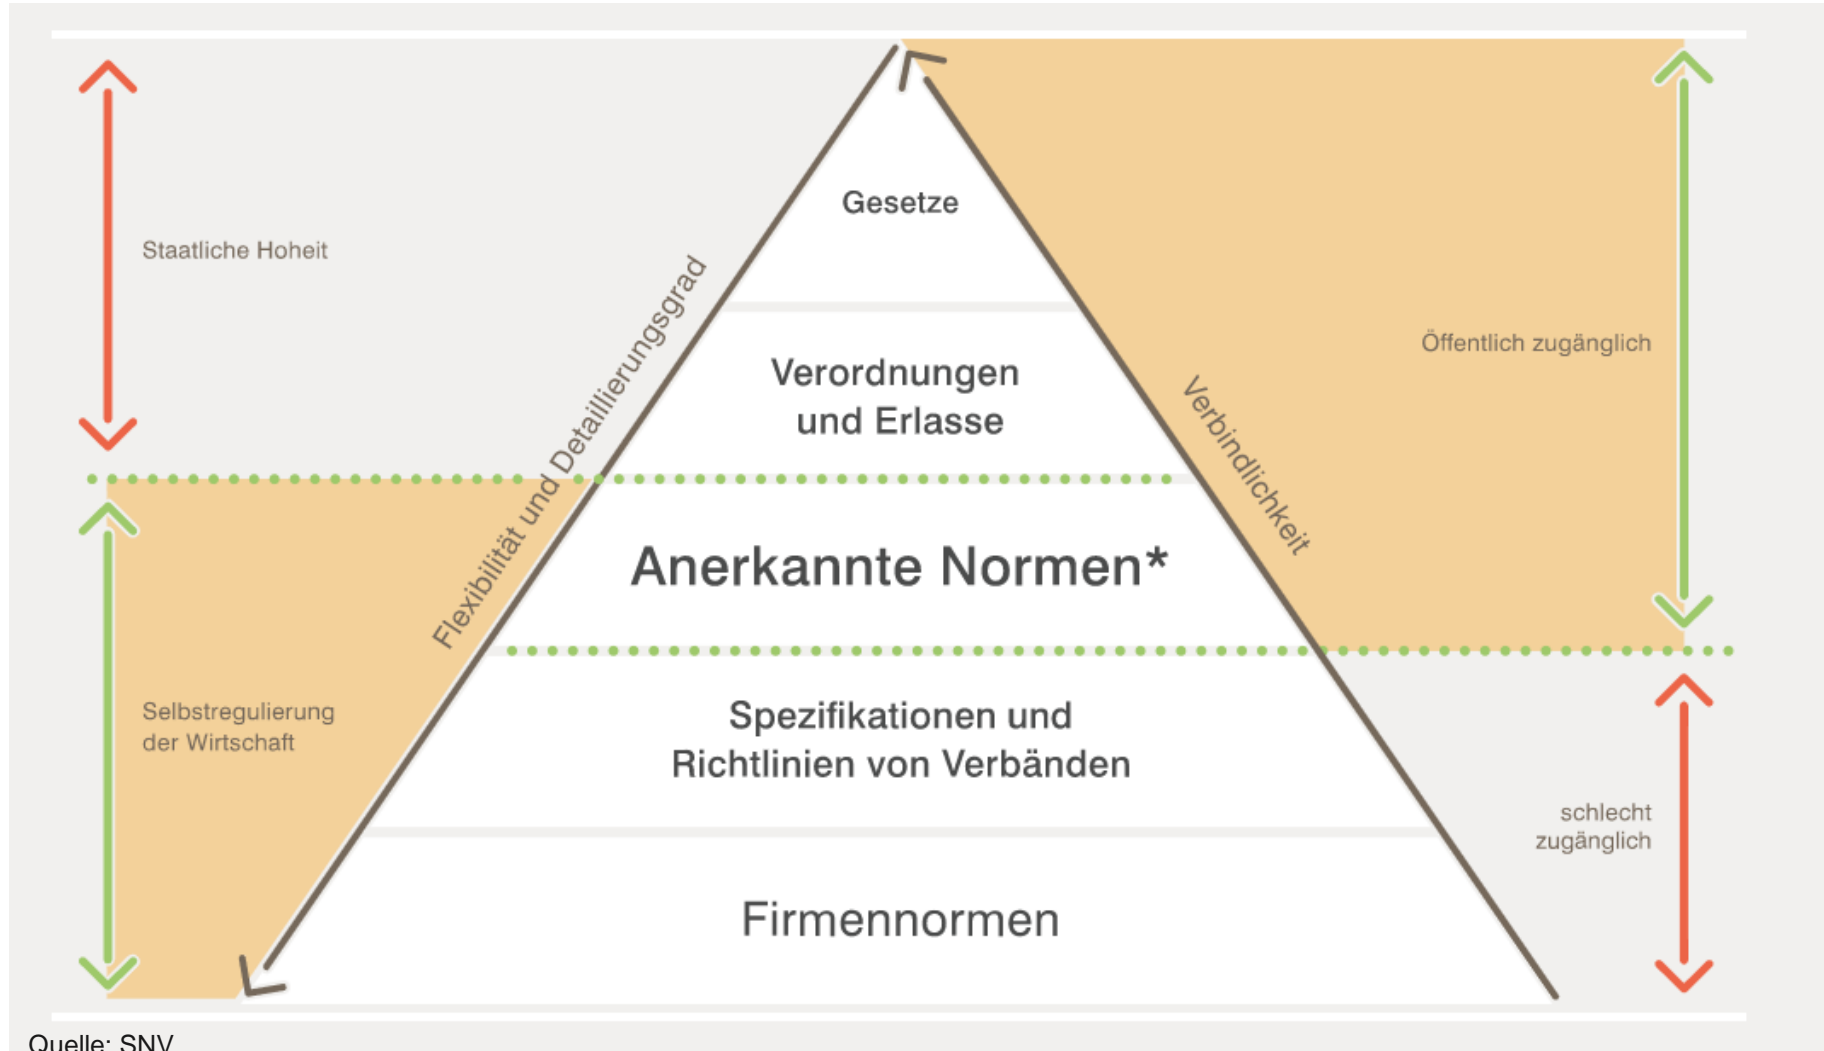 Gesetze
Staatliche Hoheit
Flexibilität und Detaillierungsgrad
Verordnungen
und Erlasse
Verbindlichkeit
Öffentlich zugänglich
Anerkannte Normen*
Selbstregulierung
der Wirtschaft
Spezifikationen und
Richtlinien von Verbänden
schlecht
zugänglich
Firmennormen
Quelle: SNV